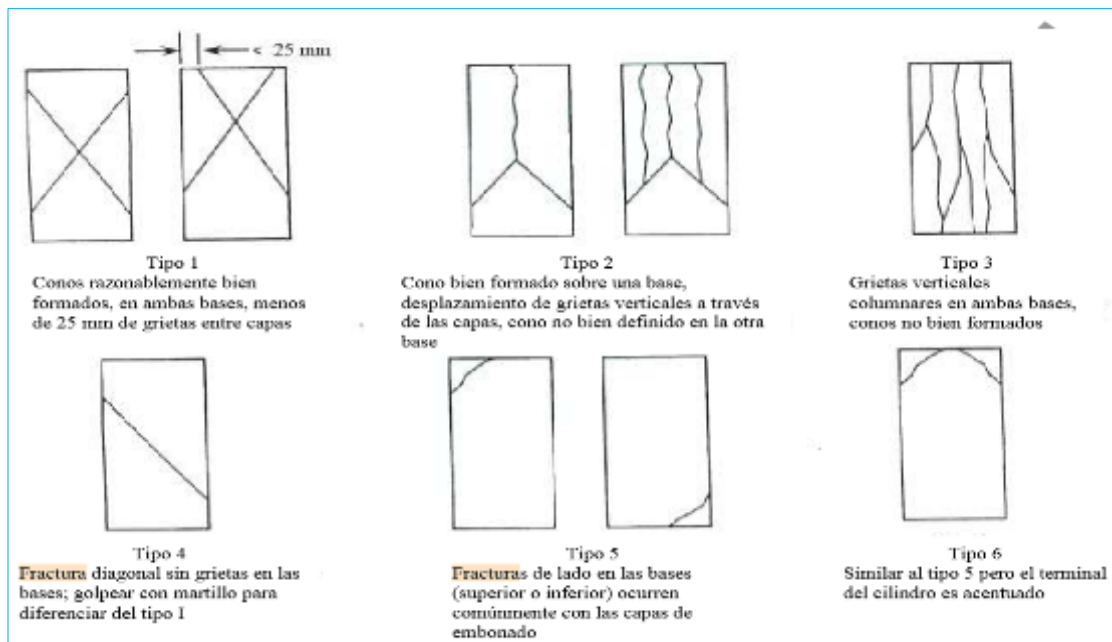 < 25 mm
Tipo 1
Conos razonablemente bien
formados, en ambas bases, menos
de 25 mm de grietas entre capas
Tipo 2
Cono bien formado sobre una base,
desplazamiento de grietas verticales a través
de las capas, cono no bien definido en la otra
base
Tipo 3
Grietas verticales
columnares en ambas bases,
conos no bien formados
Tipo 4
Fractura diagonal sin grietas en las
bases; golpear con martillo para
diferenciar del tipo I
Tipo 5
Fracturas de lado en las bases
(superior o inferior) ocurren
comúnmente con las capas de
embonado
Tipo 6
Similar al tipo 5 pero el terminal
del cilindro es acentuado